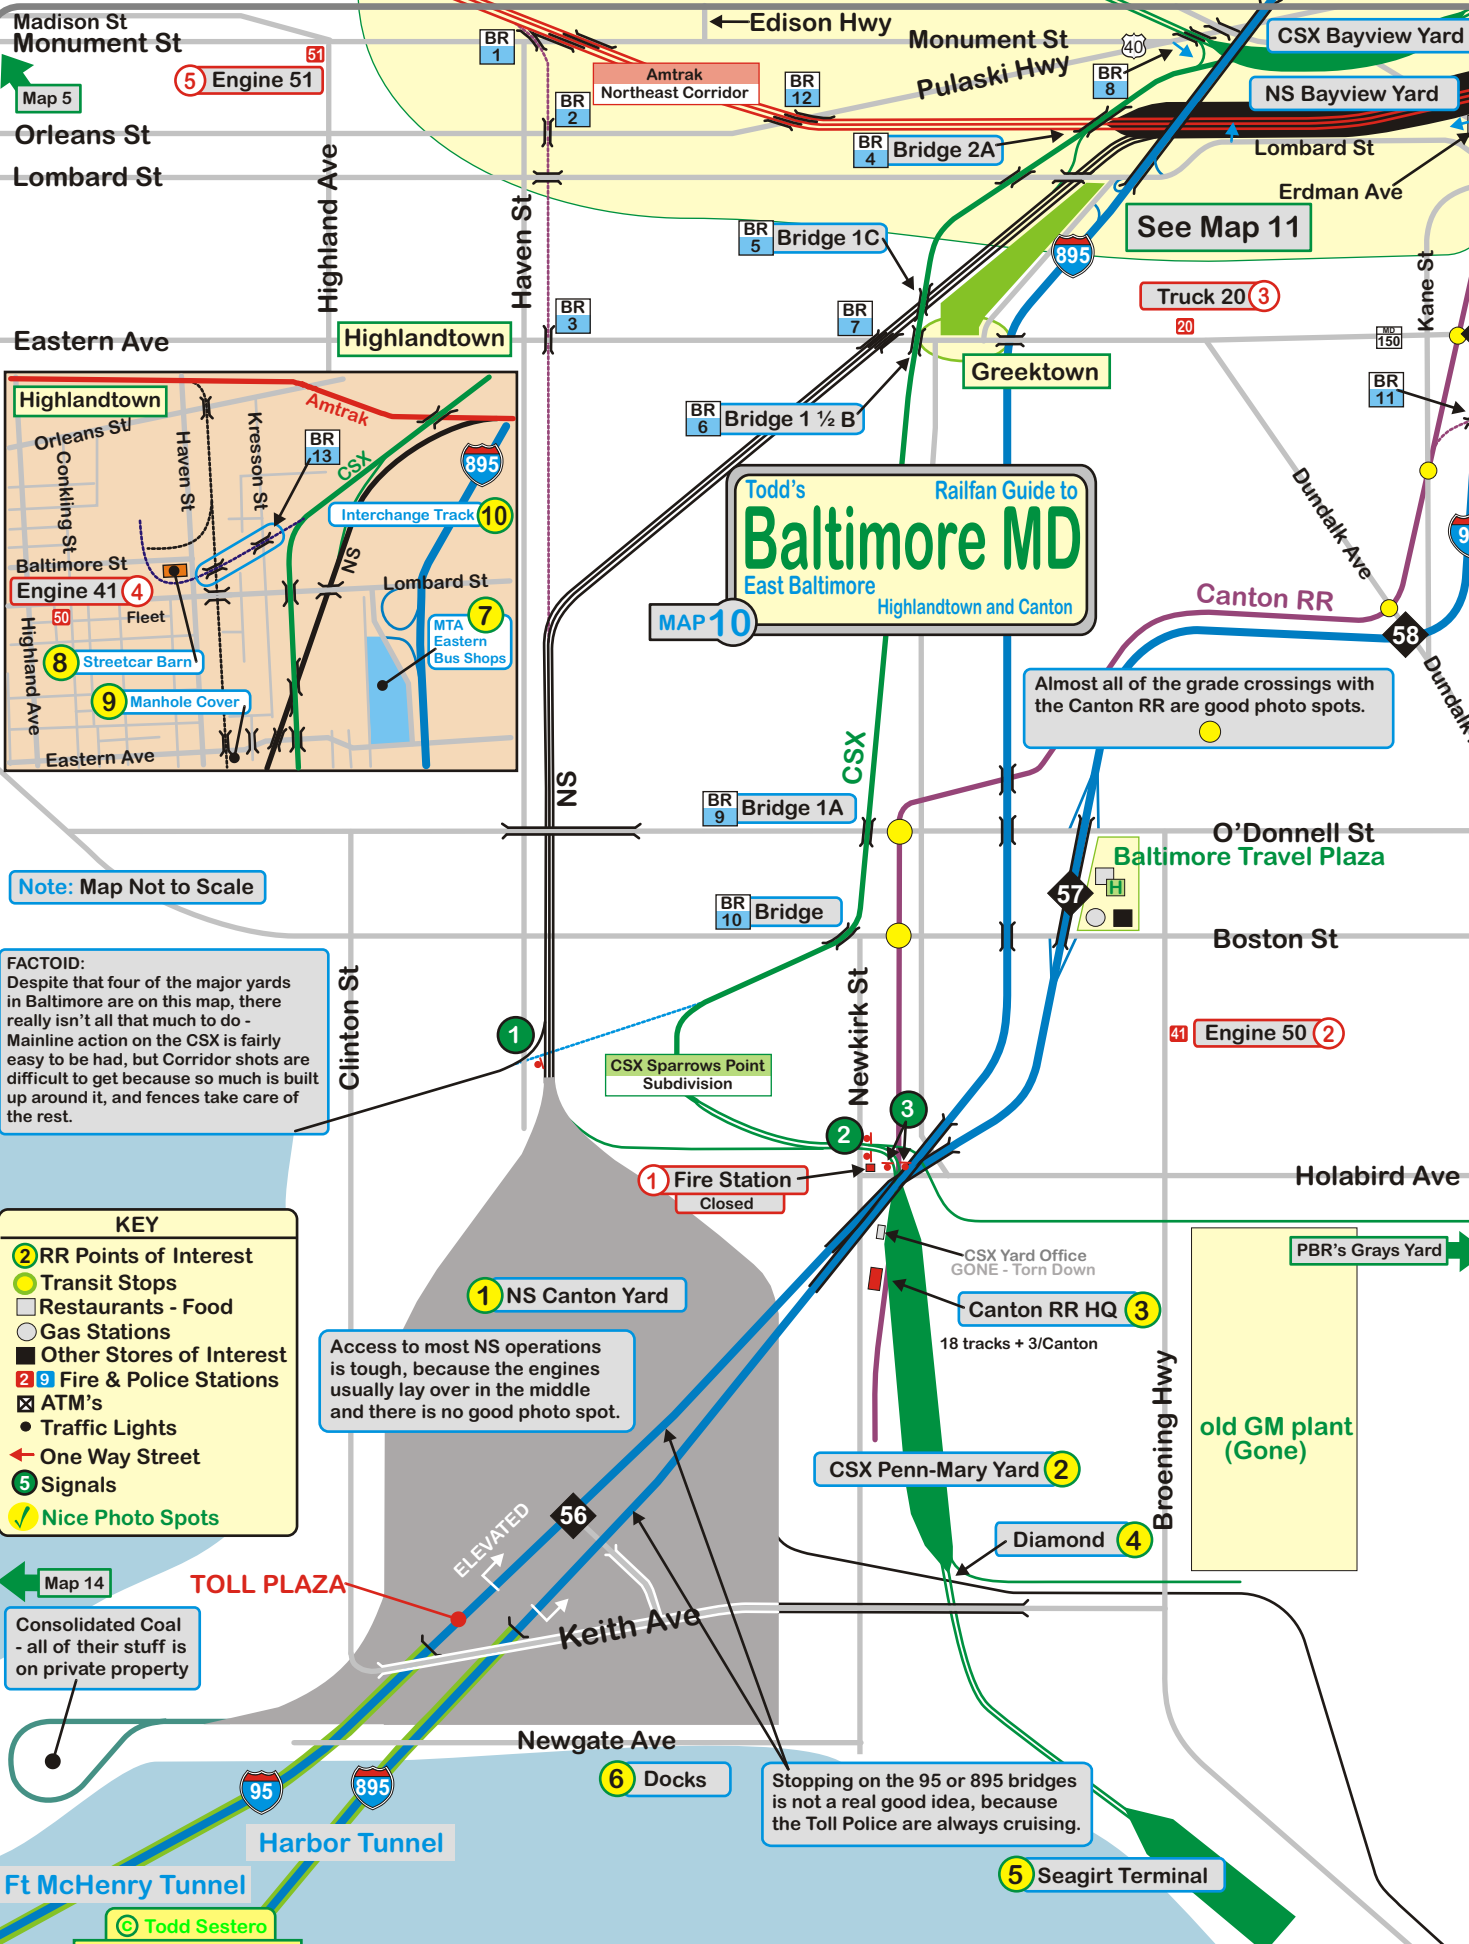 Madison St
Monument St
51
5 Engine 51
Map 5
Orleans St
Lombard St
Highland Ave
Haven St
Eastern Ave
Highlandtown
BR
1
BR
2
BR
3
Edison Hwy
Amtrak
Northeast Corridor
BR
12
Monument St
40
Pulaski Hwy
BR
8
CSX Bayview Yard
NS Bayview Yard
BR
4
Bridge 2A
Lombard St
Erdman Ave
See Map 11
BR
5
Bridge 1C
895
Truck 20 3
20
Kane St
MD
150
BR
7
BR
11
Greektown
BR
6
Bridge 1 ½ B
Highlandtown
Amtrak
Orleans St/
Conkling St
Haven St
Kresson St
BR
13
CSX
895
Interchange Track 10
NS
Baltimore St
Engine 41 4
50
Fleet
Lombard St
7
MTA
Eastern
Bus Shops
8 Streetcar Barn
9 Manhole Cover
Highland Ave
Eastern Ave
Todd's
Railfan Guide to
Baltimore MD
East Baltimore
Highlandtown and Canton
MAP 10
Dundalk Ave
9
Canton RR
58
Dundalk
Almost all of the grade crossings with
the Canton RR are good photo spots.
NS
CSX
BR
9
Bridge 1A
O'Donnell St
Baltimore Travel Plaza
H
57
Note: Map Not to Scale
BR
10
Bridge
Boston St
FACTOID:
Despite that four of the major yards
in Baltimore are on this map, there
really isn't all that much to do -
Mainline action on the CSX is fairly
easy to be had, but Corridor shots are
difficult to get because so much is built
up around it, and fences take care of
the rest.
Clinton St
1
Newkirk St
41
Engine 50 2
CSX Sparrows Point
Subdivision
2
3
1 Fire Station
Closed
Holabird Ave
KEY
2 RR Points of Interest
Transit Stops
Restaurants - Food
Gas Stations
Other Stores of Interest
2 9 Fire & Police Stations
ATM's
Traffic Lights
One Way Street
5 Signals
Nice Photo Spots
PBR's Grays Yard
CSX Yard Office
GONE - Torn Down
1 NS Canton Yard
Canton RR HQ 3
18 tracks + 3/Canton
Access to most NS operations
is tough, because the engines
usually lay over in the middle
and there is no good photo spot.
Broening Hwy
old GM plant
(Gone)
CSX Penn-Mary Yard 2
56
ELEVATED
Diamond 4
Map 14
TOLL PLAZA
Keith Ave
Consolidated Coal
- all of their stuff is
on private property
Newgate Ave
95
895
6 Docks
Stopping on the 95 or 895 bridges
is not a real good idea, because
the Toll Police are always cruising.
Harbor Tunnel
5 Seagirt Terminal
Ft McHenry Tunnel
© Todd Sestero